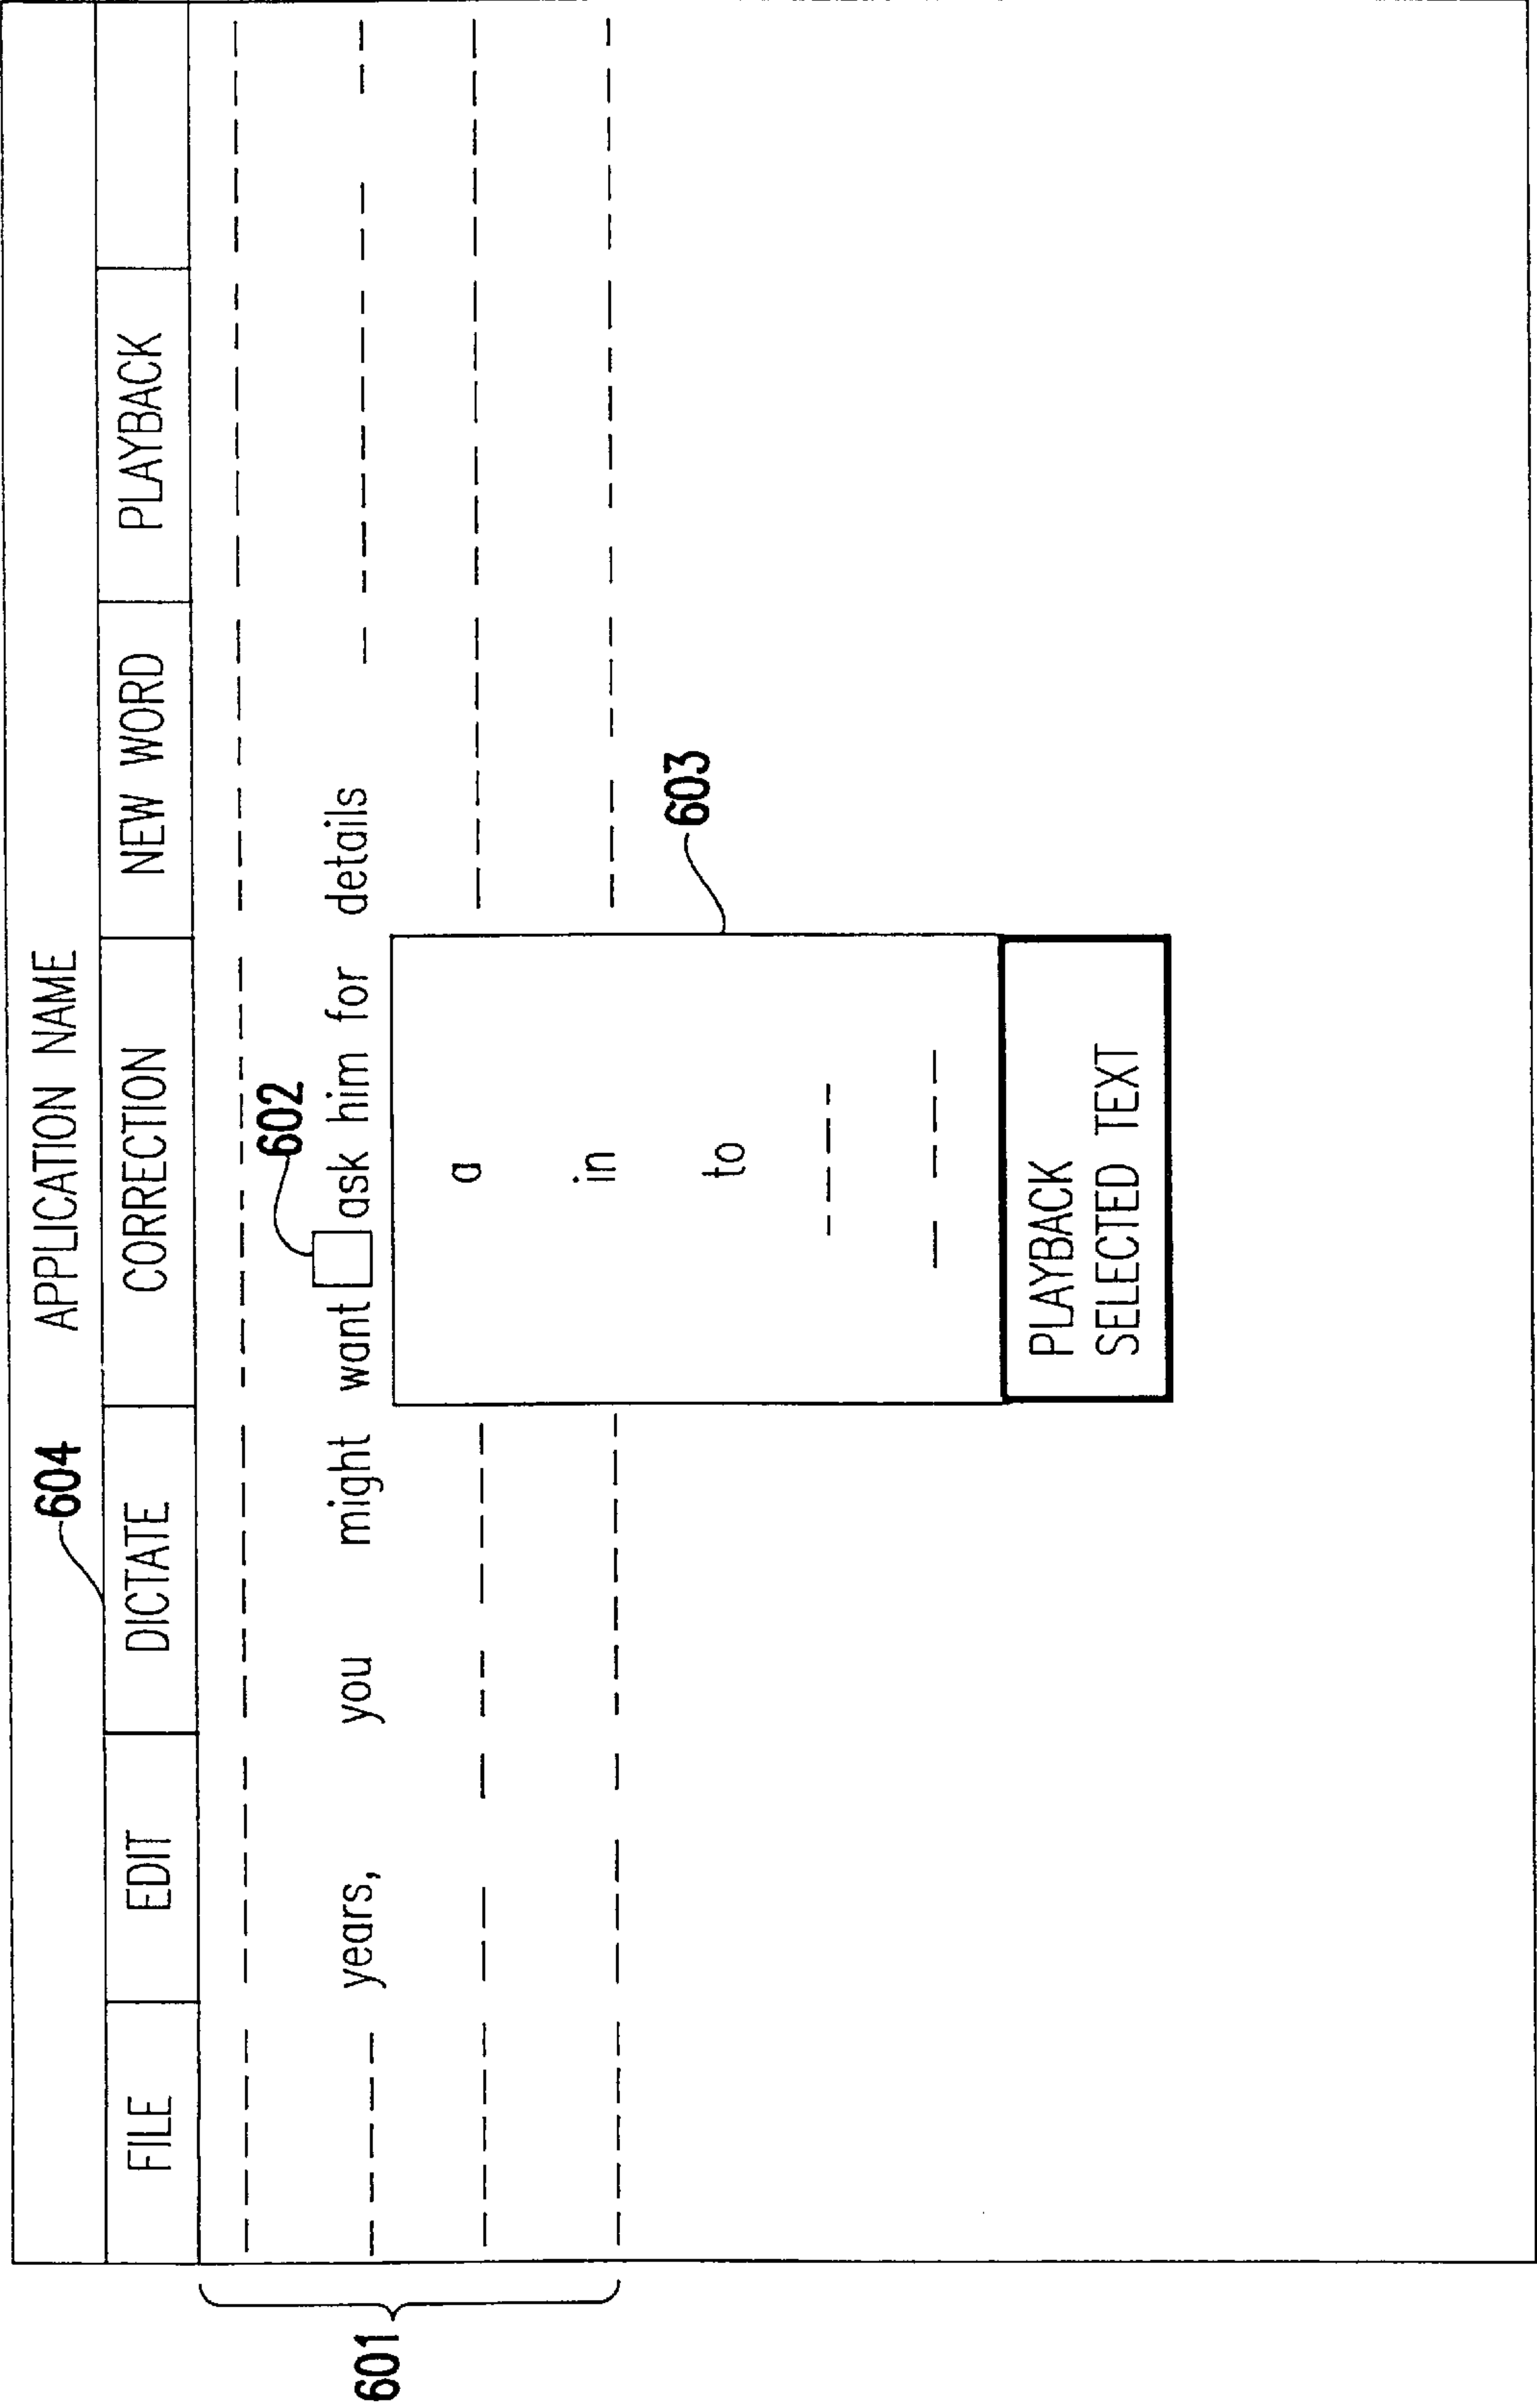 APPLICATION NAME
604
FILE EDIT DICTATE CORRECTION NEW WORD PLAYBACK
602
years, you might want ask him for details
601
a
in
to
603
PLAYBACK
SELECTED TEXT